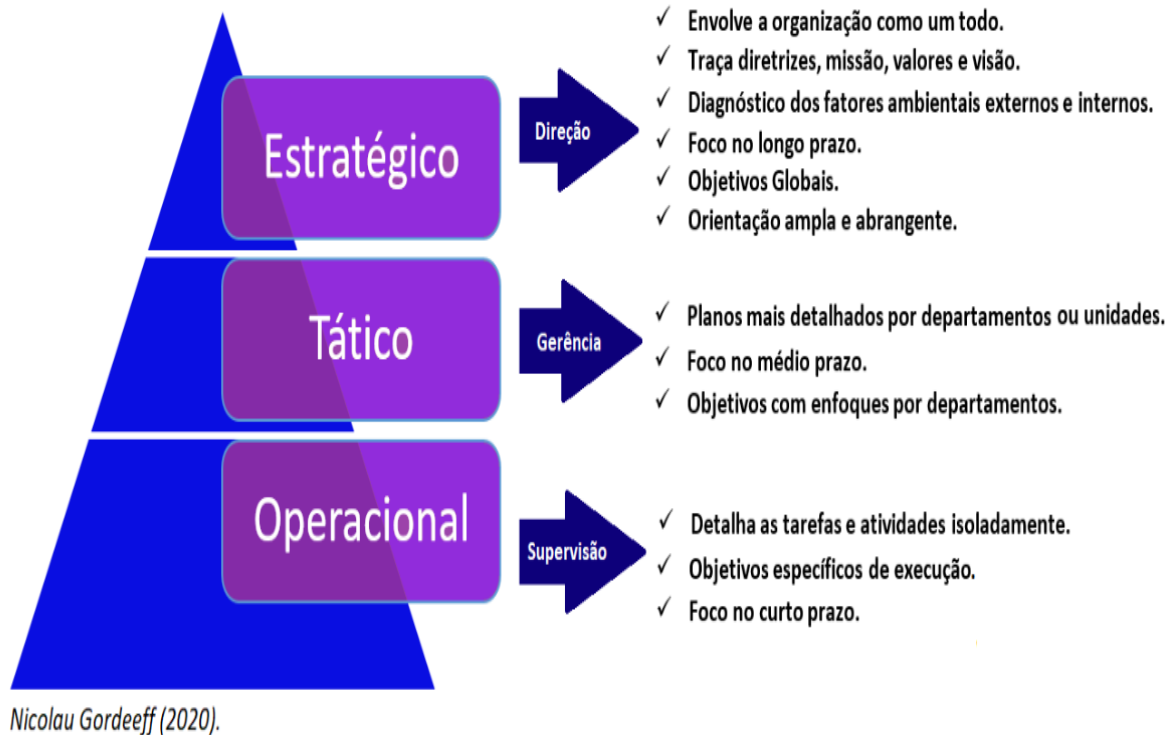 Estratégico
Direção
✓ Envolve a organização como um todo.
✓ Traça diretrizes, missão, valores e visão.
✓ Diagnóstico dos fatores ambientais externos e internos.
✓ Foco no longo prazo.
✓ Objetivos Globais.
✓ Orientação ampla e abrangente.
Tático
Gerência
✓ Planos mais detalhados por departamentos ou unidades.
✓ Foco no médio prazo.
✓ Objetivos com enfoques por departamentos.
Operacional
Supervisão
✓ Detalha as tarefas e atividades isoladamente.
✓ Objetivos específicos de execução.
✓ Foco no curto prazo.
Nicolau Gordeeff (2020).